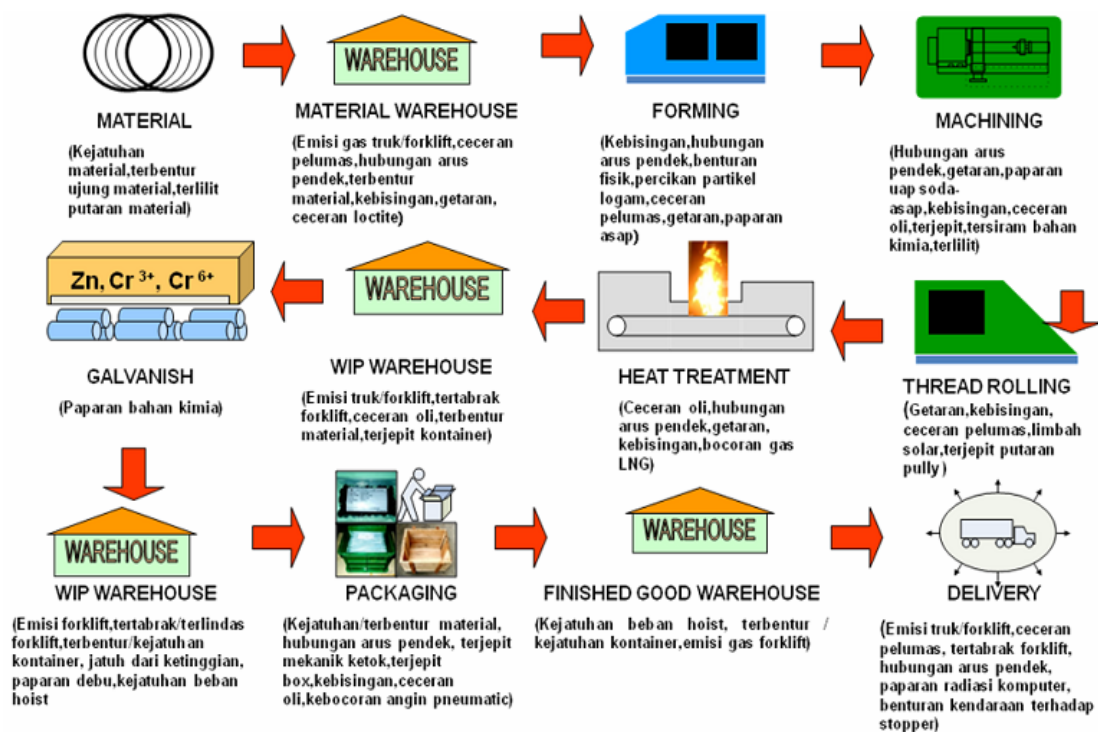 WAREHOUSE
MATERIAL
(Kejatuhan
material,terbentur
ujung material,terlilit
putaran material)
MATERIAL WAREHOUSE
(Emisi gas truk/forklift,ceceran
pelumas,hubungan arus
pendek,terbentur
material,kebisingan,getaran,
ceceran loctite)
FORMING
(Kebisingan,hubungan
arus pendek,benturan
fisik,percikan partikel
logam,ceceran
pelumas,getaran,paparan
asap)
MACHINING
(Hubungan arus
pendek,getaran,paparan
uap soda-
asap,kebisingan,ceceran
oli,terjepit,tersiram bahan
kimia,terlilit)
Zn, Cr 3+, Cr 6+
GALVANISH
(Paparan bahan kimia)
WAREHOUSE
WIP WAREHOUSE
(Emisi truk/forklift,tertabrak
forklift,ceceran oli,terbentur
material,terjepit kontainer)
HEAT TREATMENT
(Ceceran oli,hubungan
arus pendek,getaran,
kebisingan,bocoran gas
LNG)
THREAD ROLLING
(Getaran,kebisingan,
ceceran pelumas,limbah
solar,terjepit putaran
pully)
WAREHOUSE
WIP WAREHOUSE
(Emisi forklift,tertabrak/terlindas
forklift,terbentur/kejatuhan
kontainer, jatuh dari ketinggian,
paparan debu,kejatuhan beban
hoist
PACKAGING
(Kejatuhan/terbentur material,
hubungan arus pendek, terjepit
mekanik ketok,terjepit
box,kebisingan,ceceran
oli,kebocoran angin pneumatic)
WAREHOUSE
FINISHED GOOD WAREHOUSE
(Kejatuhan beban hoist, terbentur /
kejatuhan kontainer,emisi gas forklift)
DELIVERY
(Emisi truk/forklift,ceceran
pelumas, tertabrak forklift,
hubungan arus pendek,
paparan radiasi komputer,
benturan kendaraan terhadap
stopper)